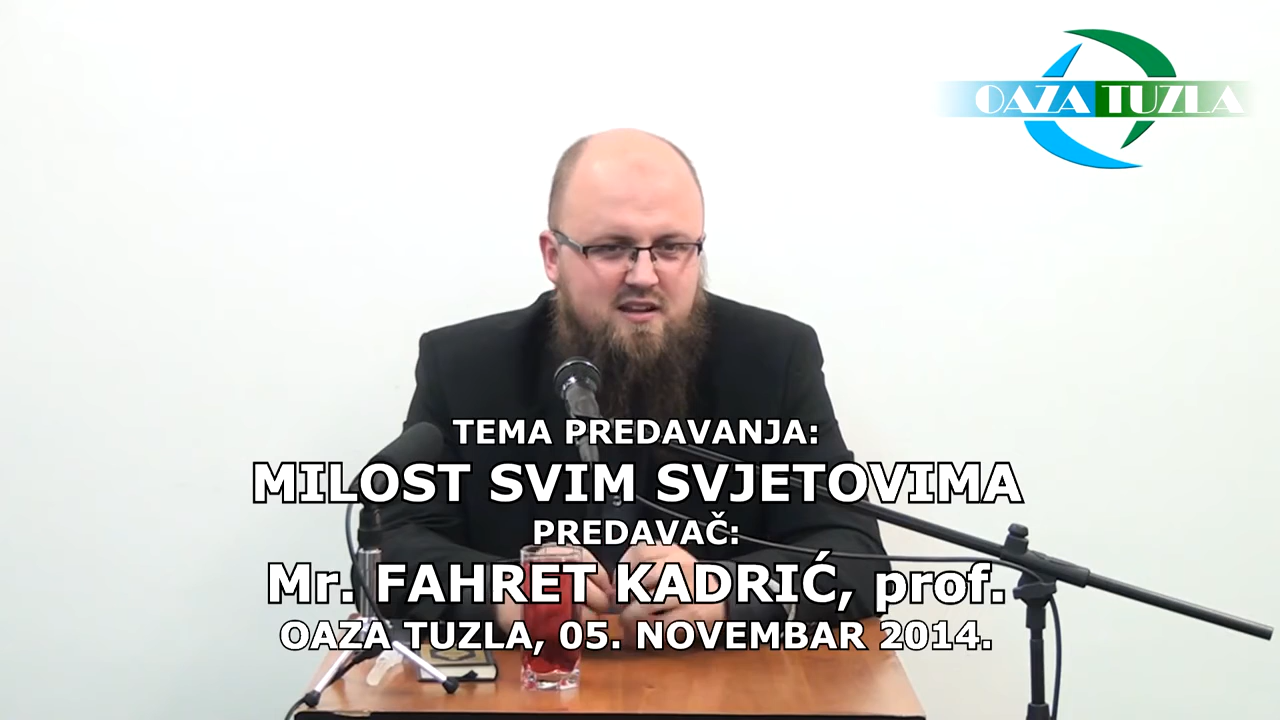 OAZA TUZLA
TEMA PREDAVANJA:
MILOST SVIM SVJETOVIMA
PREDAVAČ:
Mr. FAHRET KADRIĆ, prof.
OAZA TUZLA, 05. NOVEMBAR 2014.